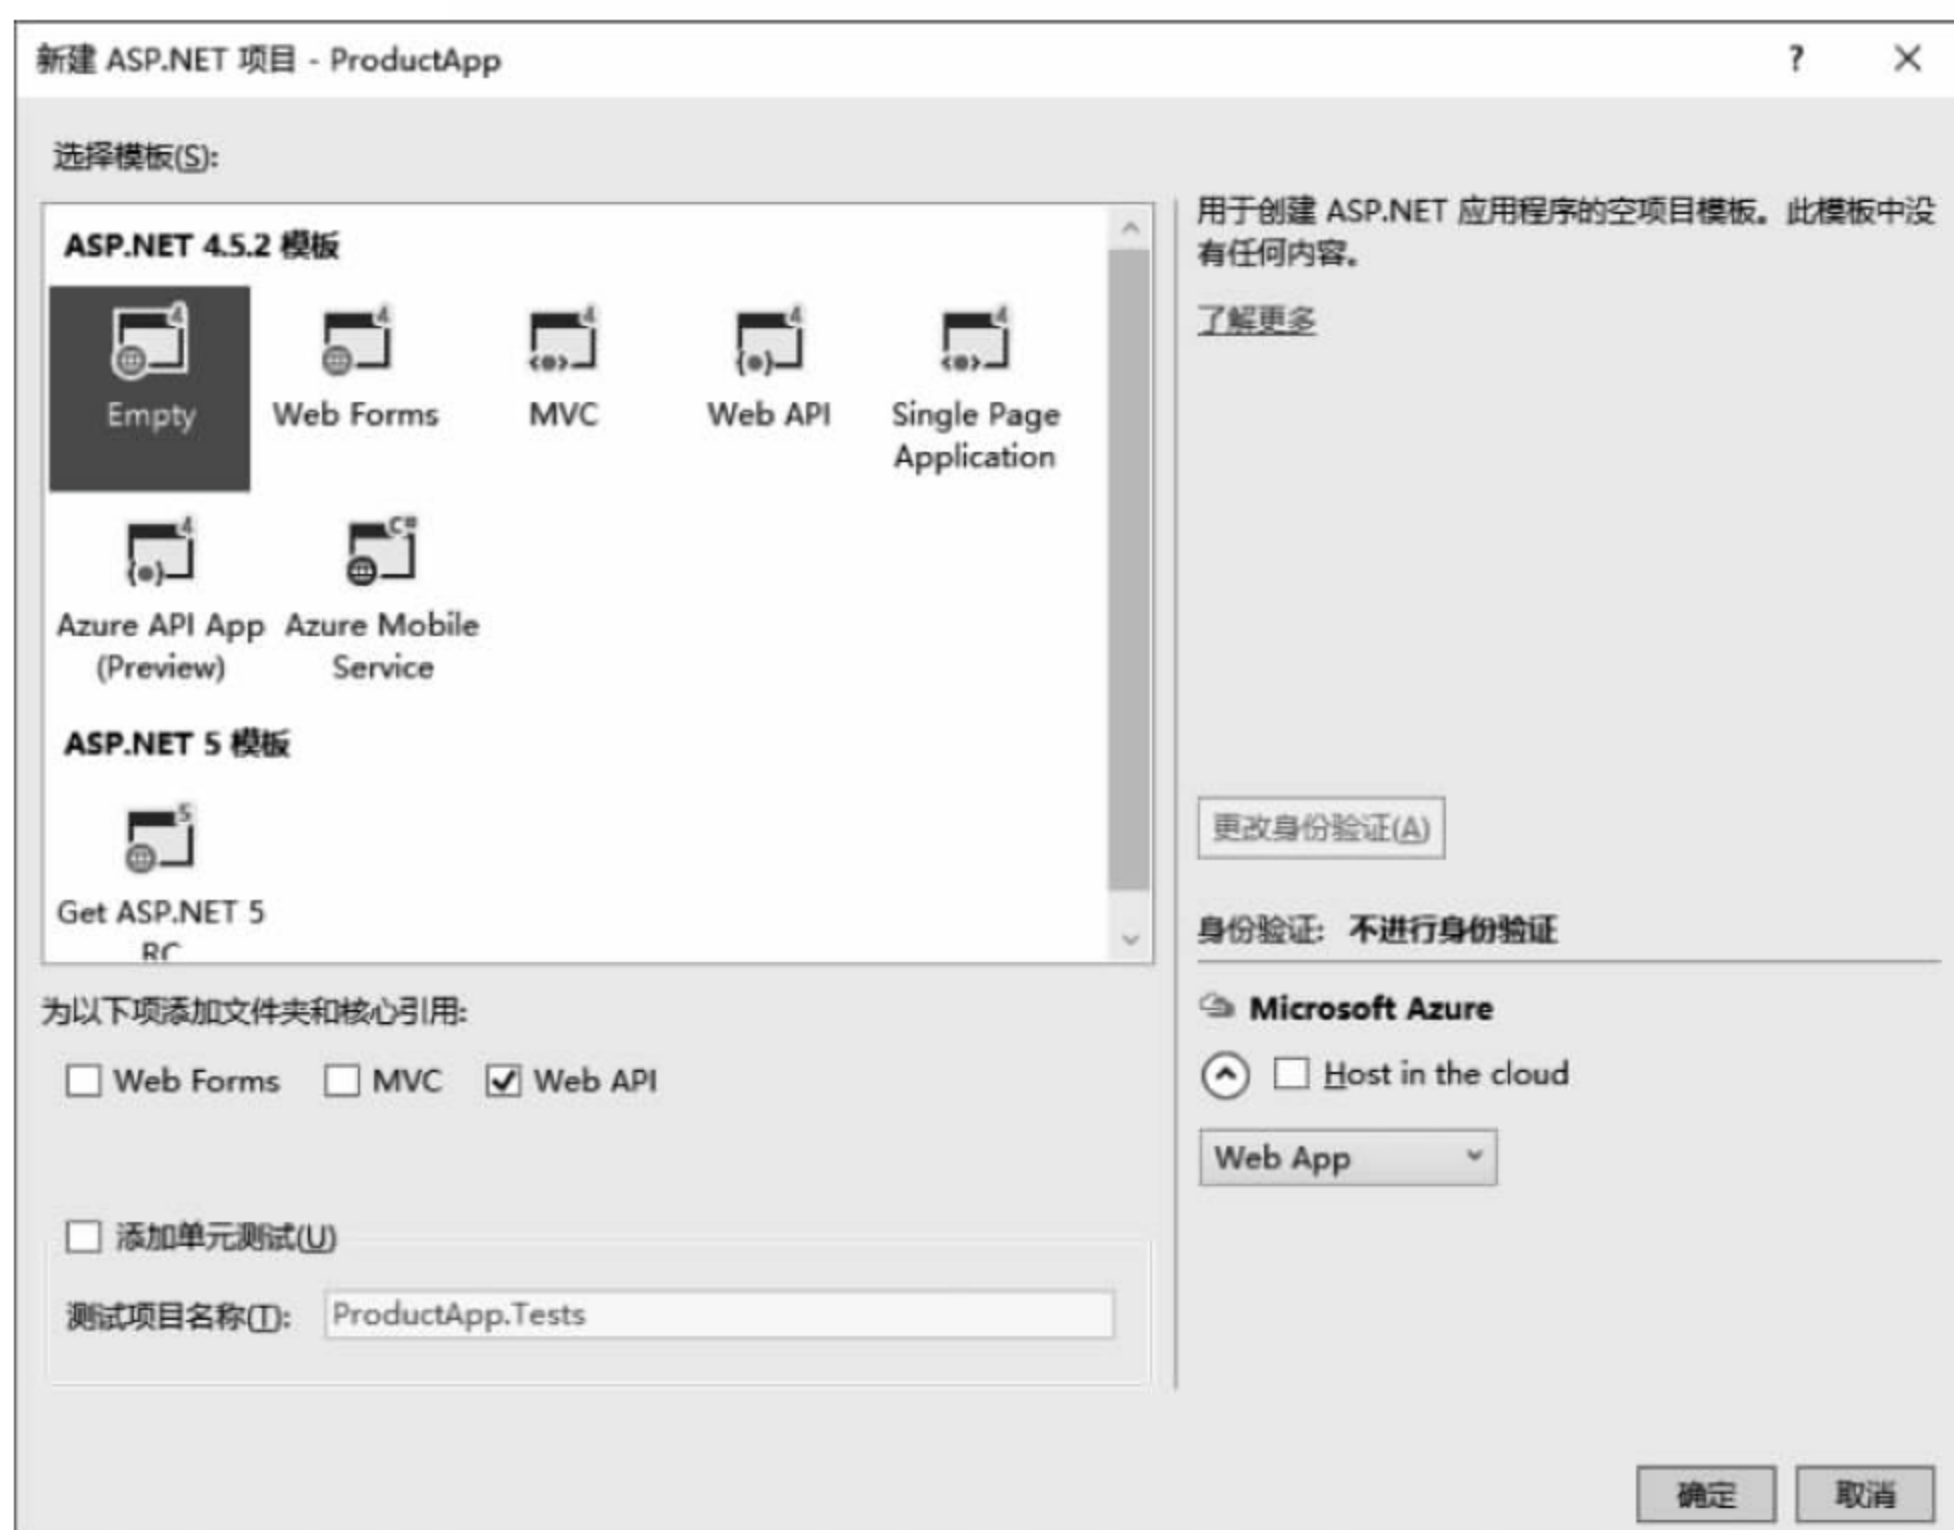 新建 ASP.NET 项目 - ProductApp
?
选择模板(S):
ASP.NET 4.5.2 模板
Empty
Web Forms
MVC
Web API
Single Page
Application
Azure API App
(Preview)
Azure Mobile
Service
ASP.NET 5 模板
Get ASP.NET 5
RC
为以下项添加文件夹和核心引用:
Web Forms MVC Web API
添加单元测试(U)
测试项目名称(T): ProductApp.Tests
用于创建 ASP.NET 应用程序的空项目模板。此模板中没
有任何内容。
了解更多
更改身份验证(A)
身份验证: 不进行身份验证
Microsoft Azure
Host in the cloud
Web App
确定 取消